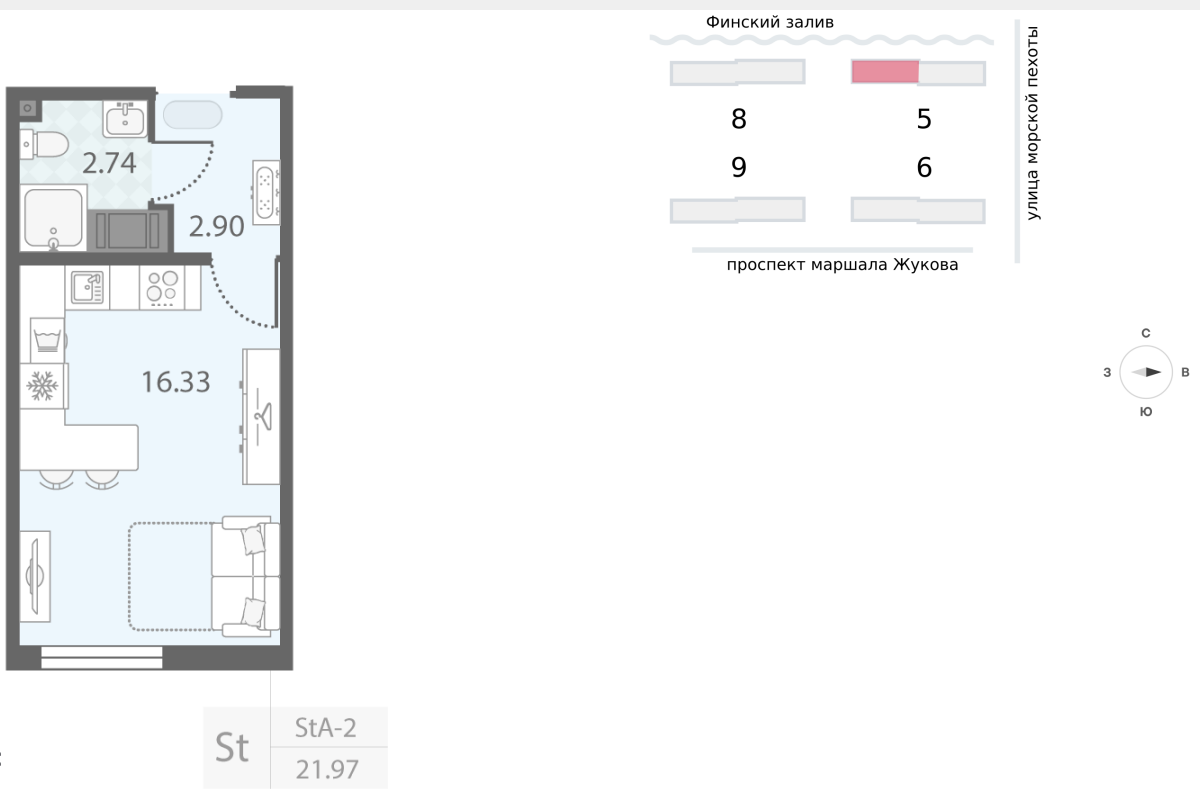 Финский залив
улица морской пехоты
8
5
9
6
проспект маршала Жукова
2.74
2.90
16.33
С
З
В
Ю
St
StA-2
21.97